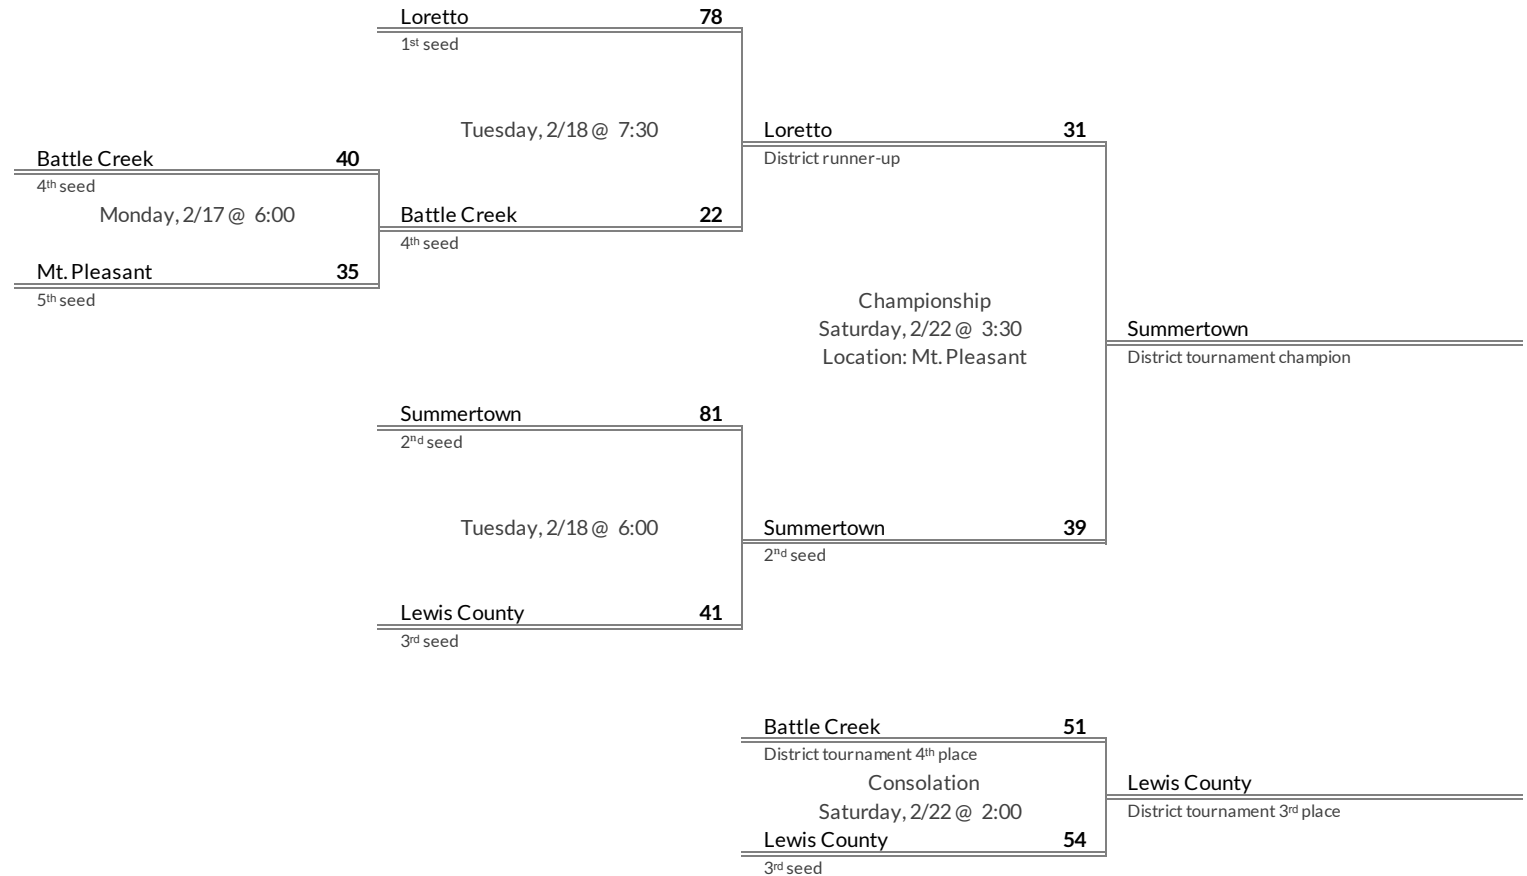 Loretto 78
1st seed
Tuesday, 2/18 @ 7:30
Loretto 31
District runner-up
Battle Creek 40
4th seed
Monday, 2/17 @ 6:00
Battle Creek 22
4th seed
Mt. Pleasant 35
5th seed
Championship
Saturday, 2/22 @ 3:30
Location: Mt. Pleasant
Summertown
District tournament champion
Summertown 81
2nd seed
Tuesday, 2/18 @ 6:00
Summertown 39
2nd seed
Lewis County 41
3rd seed
Battle Creek 51
District tournament 4th place
Consolation
Saturday, 2/22 @ 2:00
Lewis County
District tournament 3rd place
Lewis County 54
3rd seed